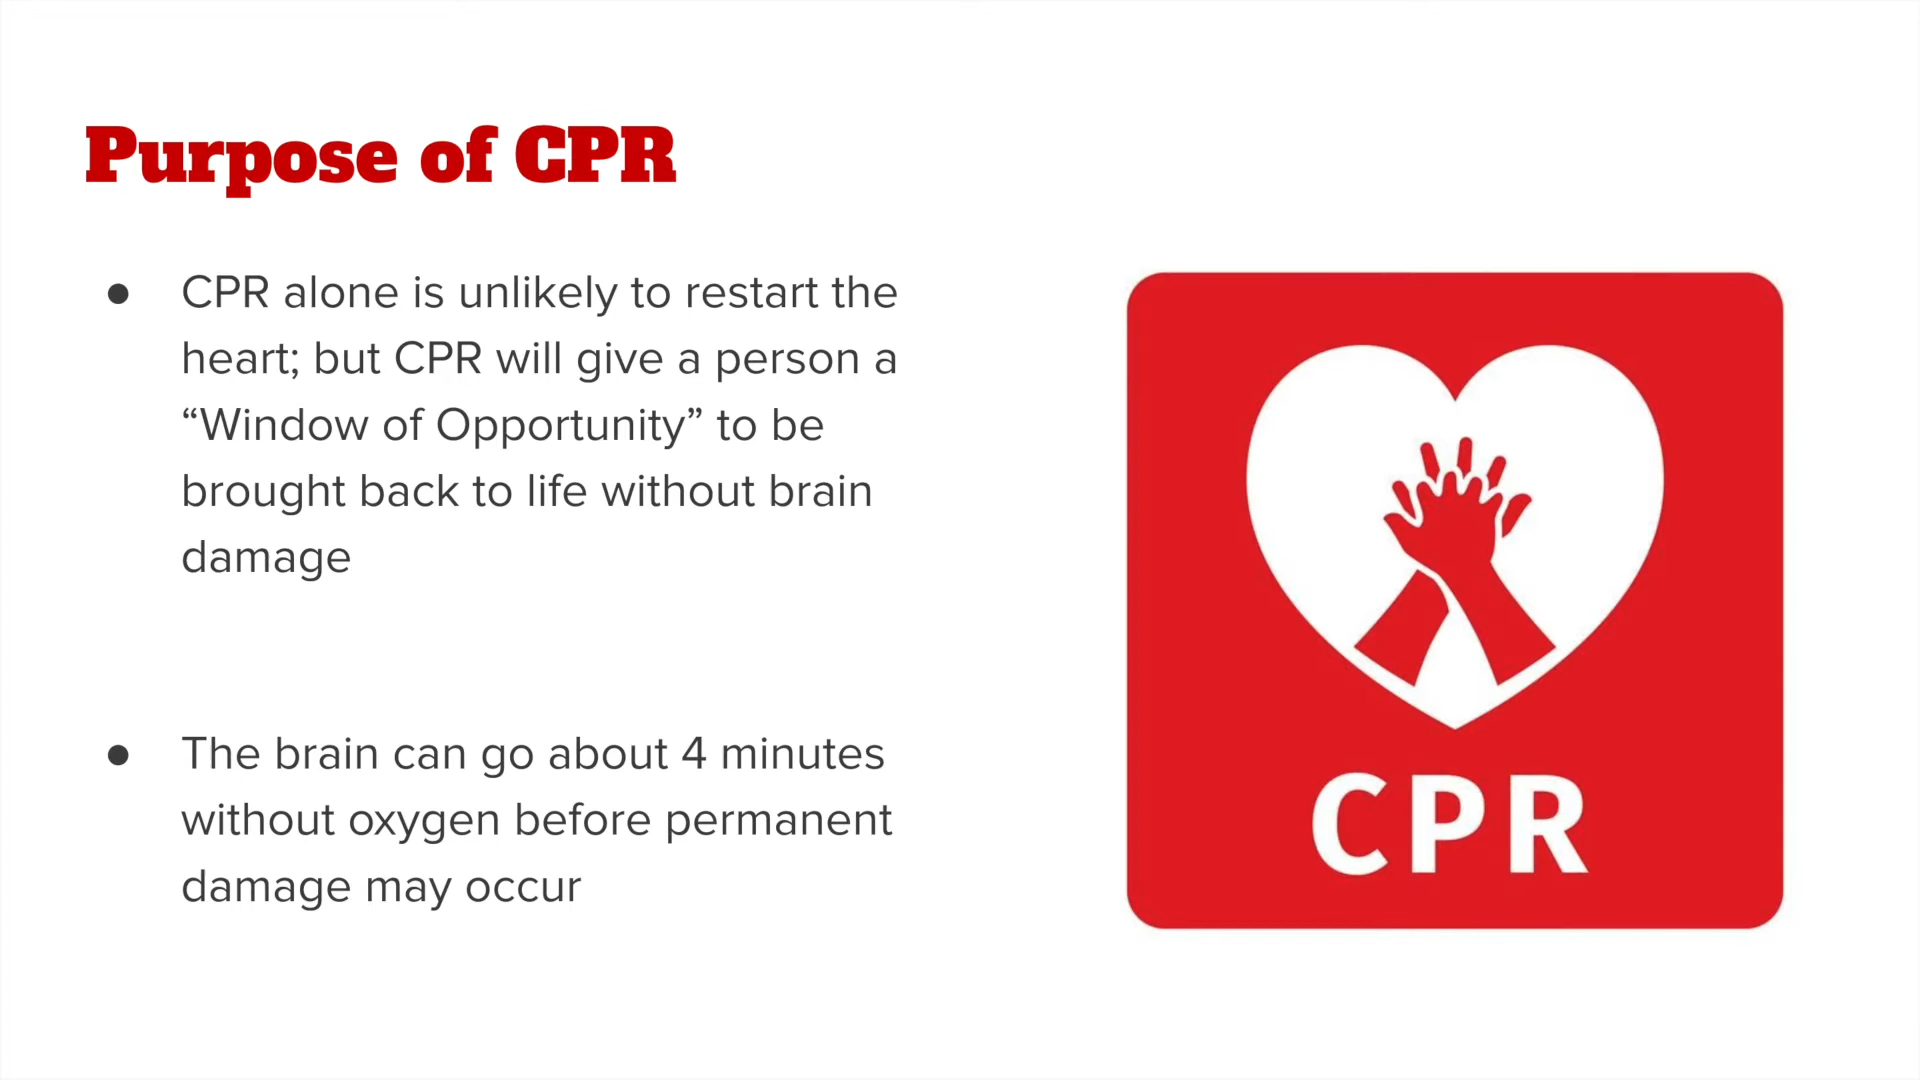 Purpose of CPR
● CPR alone is unlikely to restart the
heart; but CPR will give a person a
“Window of Opportunity” to be
brought back to life without brain
damage
● The brain can go about 4 minutes
without oxygen before permanent
damage may occur
CPR